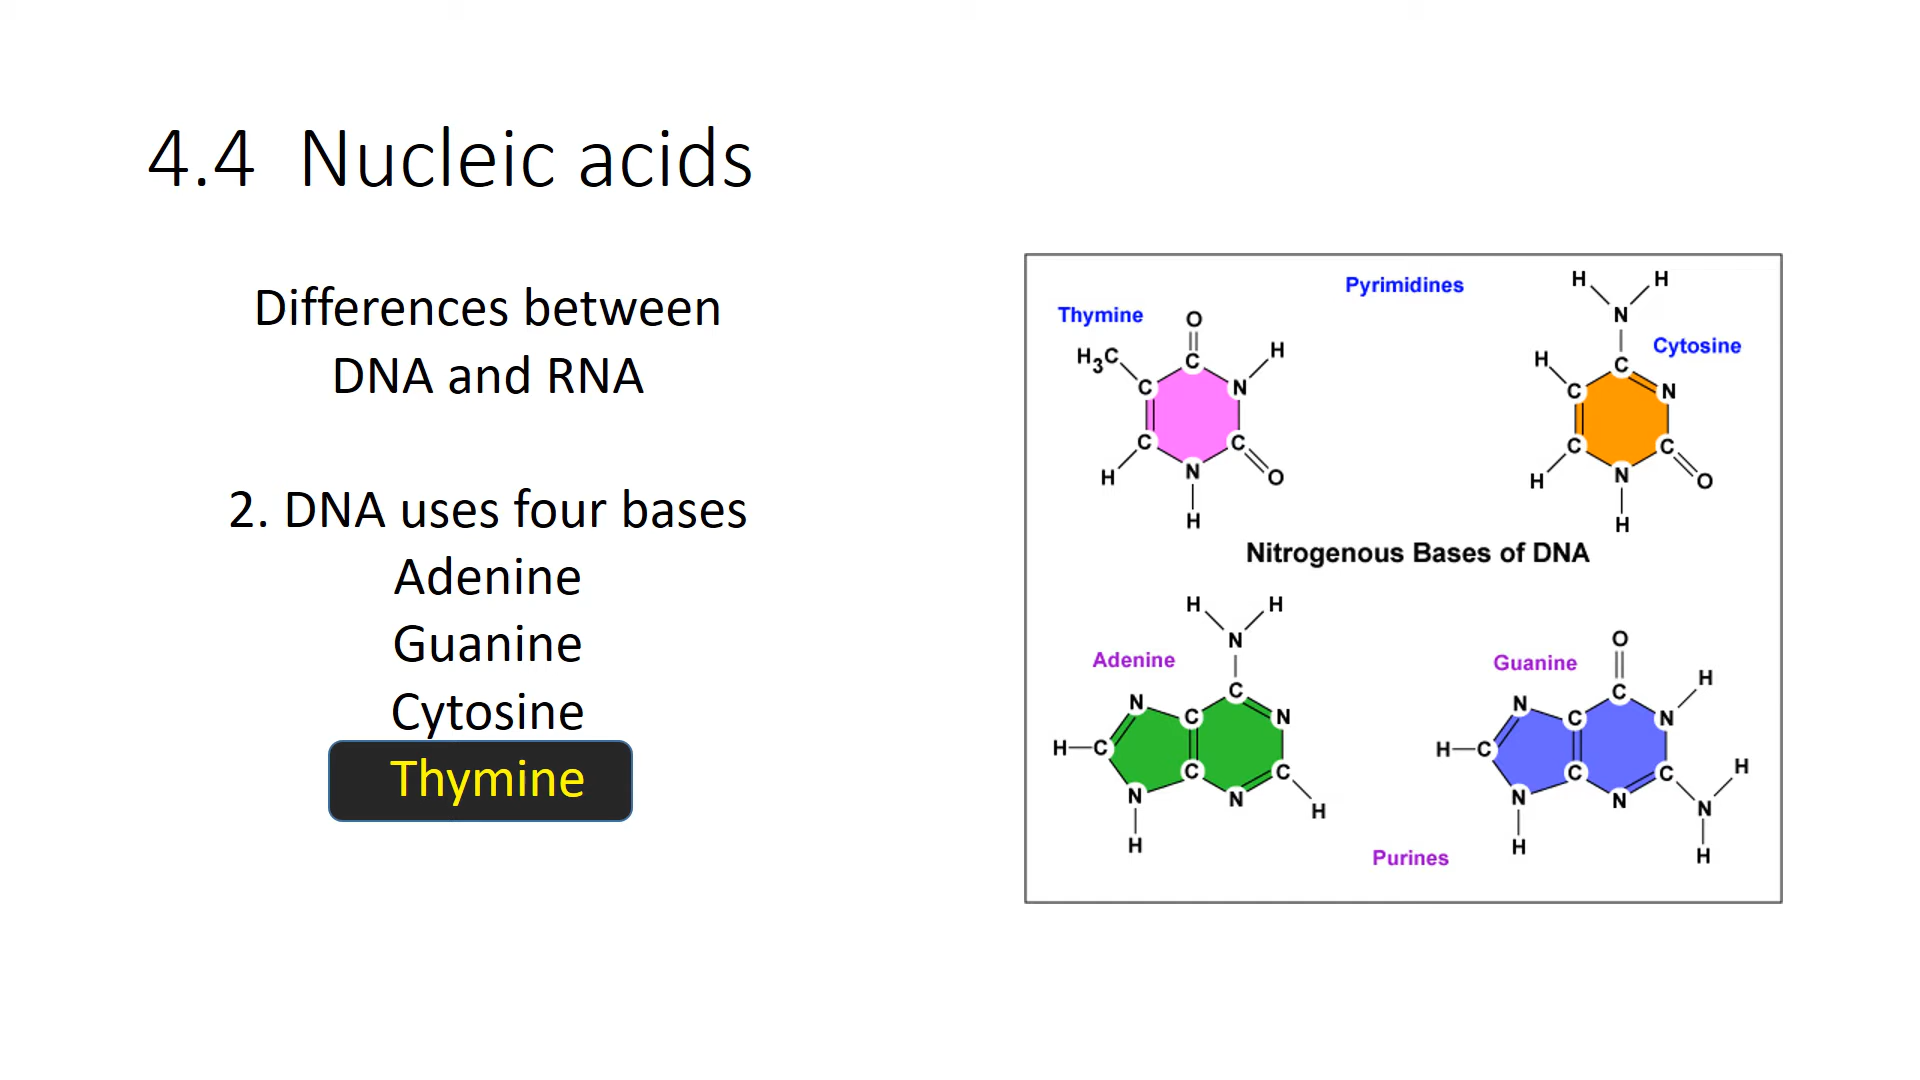 4.4 Nucleic acids
Differences between
DNA and RNA
2. DNA uses four bases
Adenine
Guanine
Cytosine
Thymine
Pyrimidines
Thymine
O
H₃C
C
H
C
N
C
C
H
N
O
H
H H
N
Cytosine
H
C
C
N
C
C
H
N
O
H
Nitrogenous Bases of DNA
H H
N
Adenine
C
N
C
N
H
C
C
C
N
N
H
H
O
Guanine
C
H
N
C
N
H
C
C
C
H
N
N
N
H
H
Purines